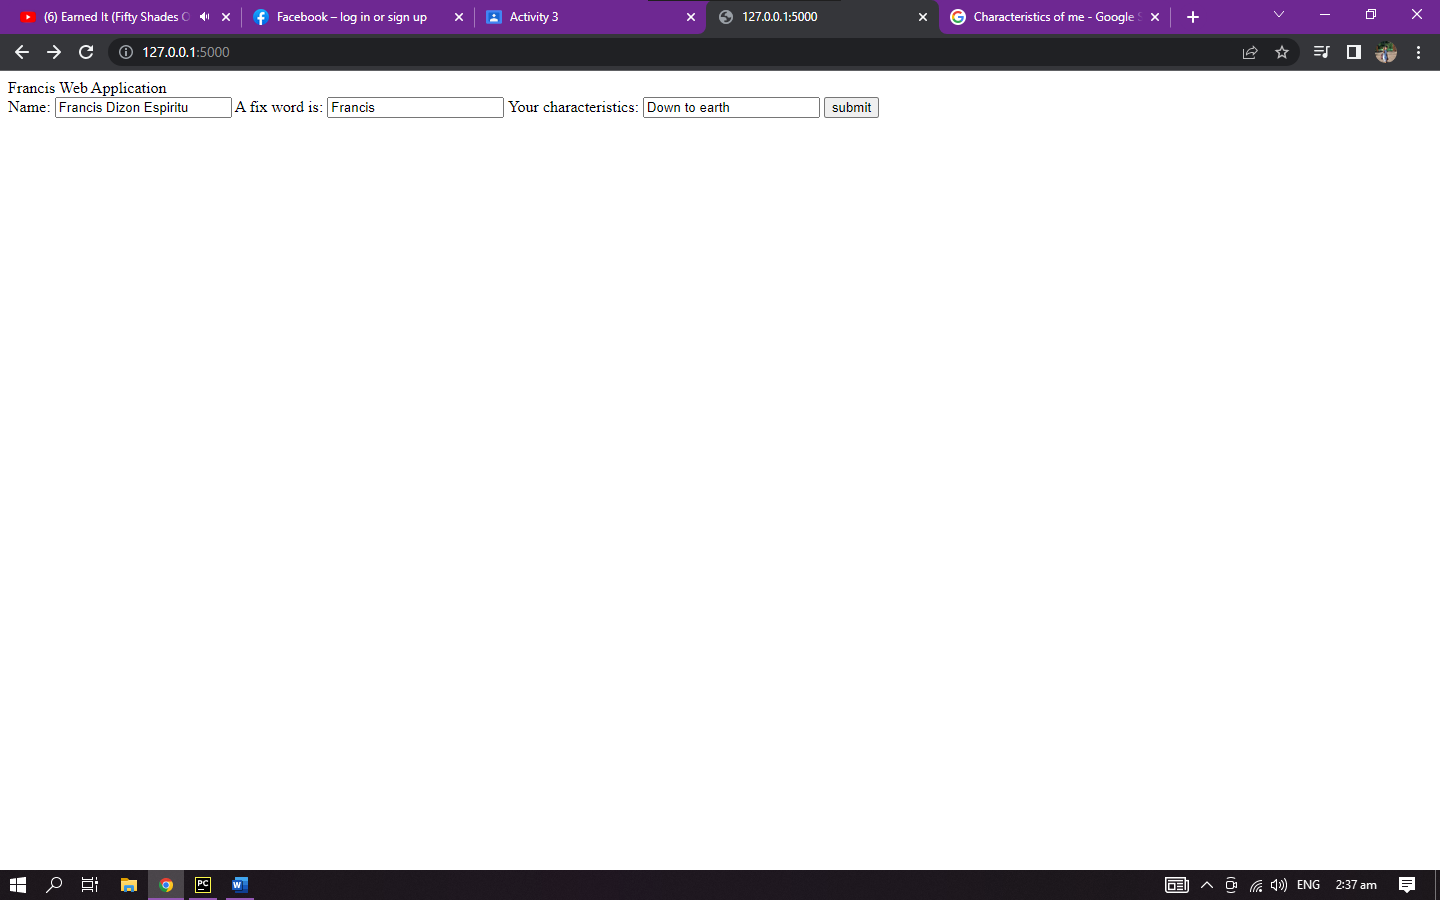 (6) Earned It (Fifty Shades O
Facebook – log in or sign up
Activity 3
127.0.0.1:5000
Characteristics of me - Google S
127.0.0.1:5000
Francis Web Application
Name: Francis Dizon Espiritu A fix word is: Francis Your characteristics: Down to earth submit
PC W ENG 2:37 am